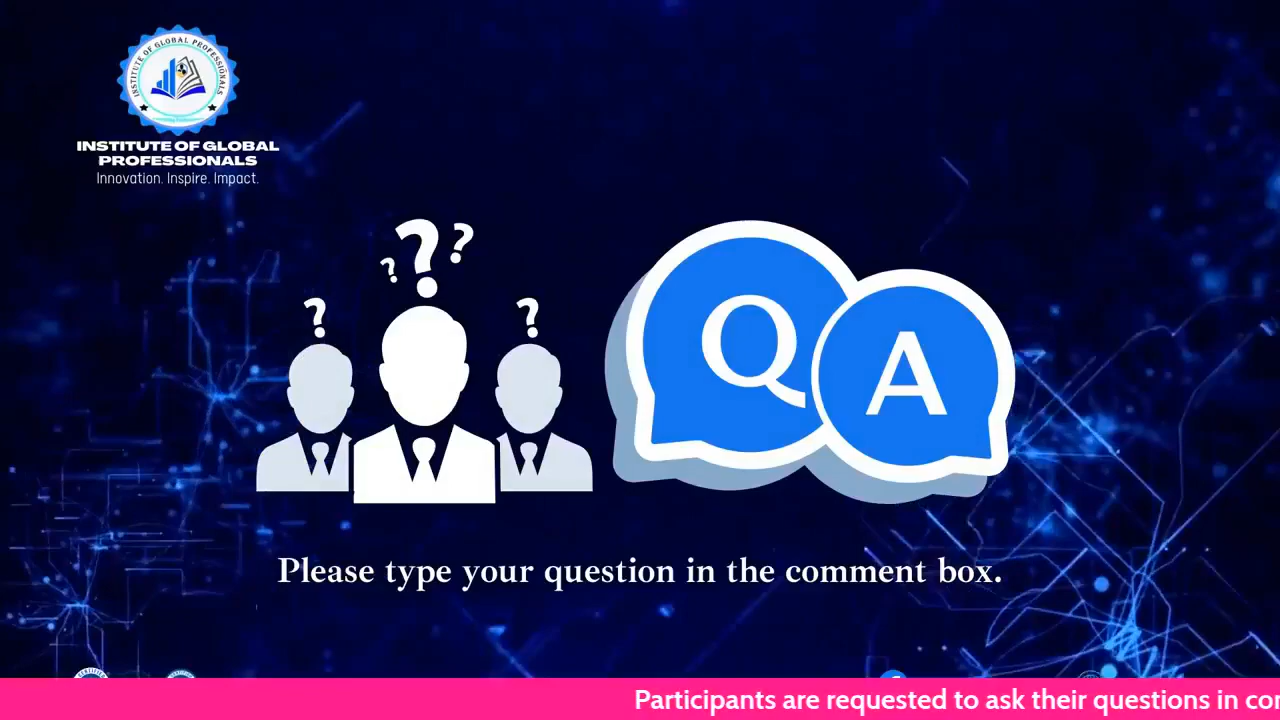 INSTITUTE OF GLOBAL PROFESSIONALS
INSTITUTE OF GLOBAL
PROFESSIONALS
Innovation. Inspire. Impact.
? ? ?
? ?
Q A
Please type your question in the comment box.
Participants are requested to ask their questions in